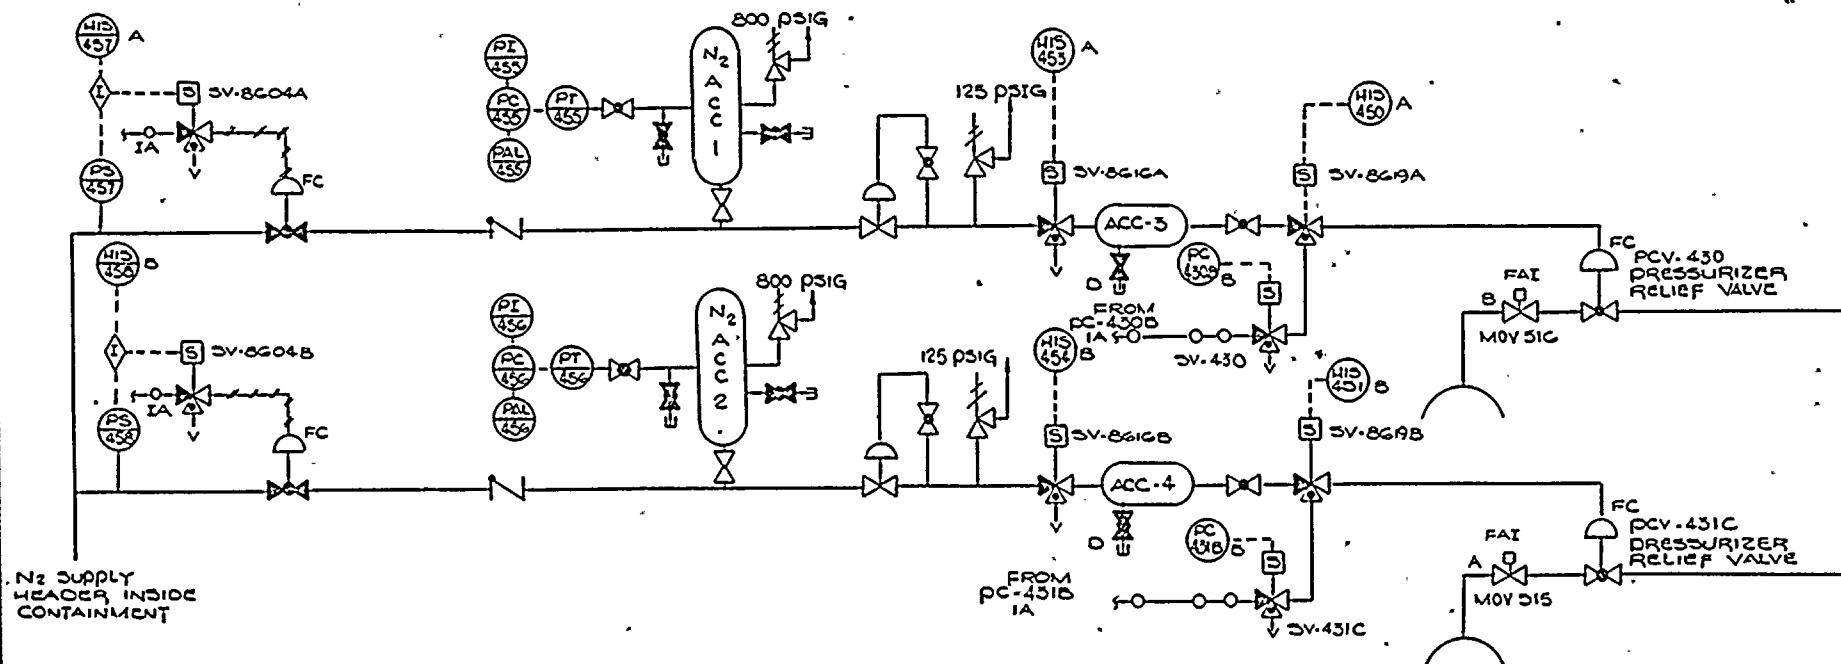 HIS
457
A
I
S
SV-8604A
IA
PS
457
FC
PI
455
PC
455
PT
455
PAL
455
N2
ACC
1
800 PSIG
125 PSIG
HIS
453
A
S
SV-8616A
ACC-3
D
HIS
450
A
S
SV-8619A
PC
430B
B
S
FROM
PC-430B
IA
SV-430
FC
PCV-430
PRESSURIZER
RELIEF VALVE
FAI
B
MOV 516
HIS
458
B
I
S
SV-8604B
IA
PS
458
FC
PI
456
PC
456
PT
456
PAL
456
N2
ACC
2
800 PSIG
125 PSIG
HIS
454
B
S
SV-8616B
ACC-4
D
HIS
451
B
S
SV-8619B
PC
431B
B
S
FROM
PC-431B
IA
SV-431C
FC
PCV-431C
PRESSURIZER
RELIEF VALVE
FAI
A
MOV 515
N2 SUPPLY
HEADER INSIDE
CONTAINMENT